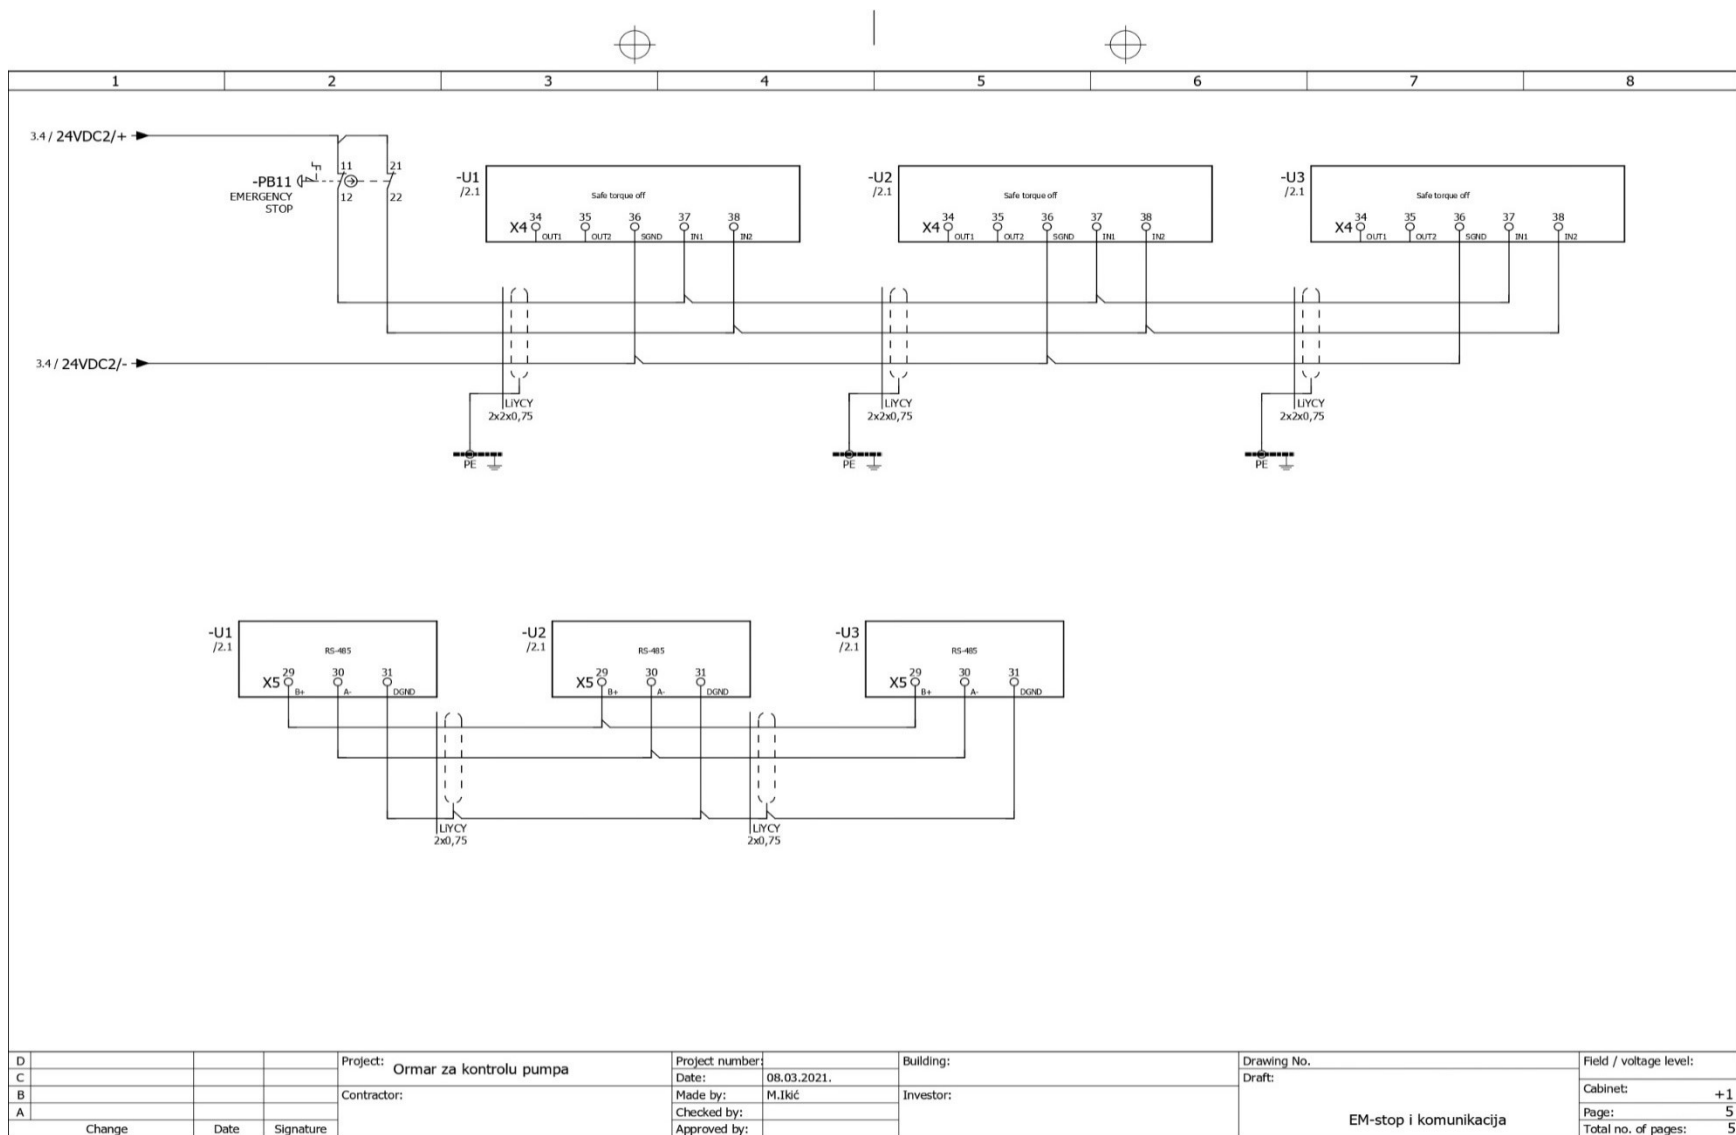 1 2 3 4 5 6 7 8
3.4 / 24VDC2/+
-PB11
EMERGENCY
STOP
11 21
12 22
-U1
/2.1
Safe torque off
X4
34 35 36 37 38
OUT1 OUT2 SGND IN1 IN2
-U2
/2.1
Safe torque off
X4
34 35 36 37 38
OUT1 OUT2 SGND IN1 IN2
-U3
/2.1
Safe torque off
X4
34 35 36 37 38
OUT1 OUT2 SGND IN1 IN2
3.4 / 24VDC2/-
LiYCY
2x2x0,75
PE
LiYCY
2x2x0,75
PE
LiYCY
2x2x0,75
PE
-U1
/2.1
RS-485
X5
29 30 31
B+ A- DGND
-U2
/2.1
RS-485
X5
29 30 31
B+ A- DGND
-U3
/2.1
RS-485
X5
29 30 31
B+ A- DGND
LiYCY
2x0,75
LiYCY
2x0,75
D
C
B
A
Change Date Signature
Project: Ormar za kontrolu pumpa
Contractor:
Project number:
Date: 08.03.2021.
Made by: M.Ikić
Checked by:
Approved by:
Building:
Investor:
Drawing No.
Draft:
EM-stop i komunikacija
Field / voltage level:
Cabinet: +1
Page: 5
Total no. of pages: 5